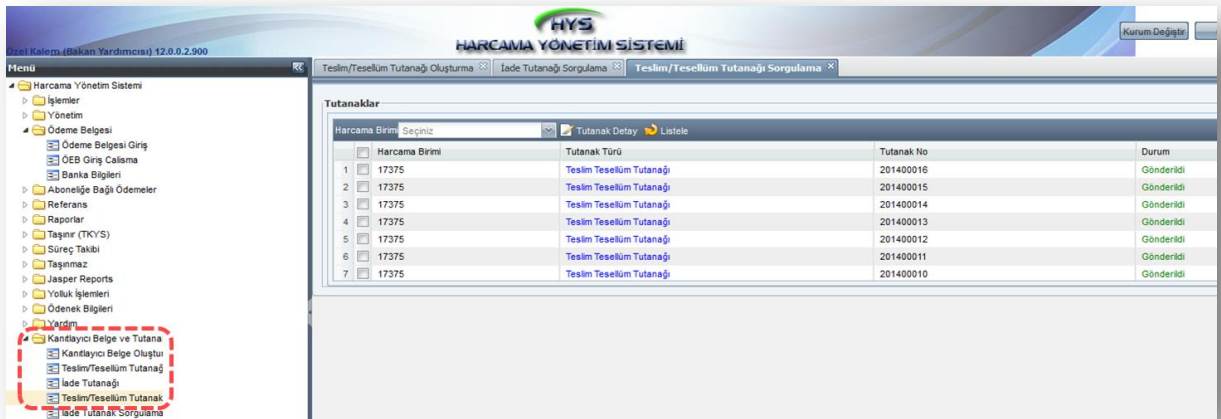 HYS
HARCAMA YÖNETİM SİSTEMİ
Kurum Değiştir
Özel Kalem (Bakan Yardımcısı) 12.0.0.2.900
Menü
Teslim/Tesellüm Tutanağı Oluşturma
İade Tutanağı Sorgulama
Teslim/Tesellüm Tutanağı Sorgulama
Harcama Yönetim Sistemi
İşlemler
Yönetim
Ödeme Belgesi
Ödeme Belgesi Giriş
ÖEB Giriş Calisma
Banka Bilgileri
Aboneliğe Bağlı Ödemeler
Referans
Raporlar
Taşınır (TKYS)
Süreç Takibi
Taşınmaz
Jasper Reports
Yolluk İşlemleri
Ödenek Bilgileri
Yardım
Kanıtlayıcı Belge ve Tutana
Kanıtlayıcı Belge Oluştur
Teslim/Tesellüm Tutanağ
İade Tutanağı
Teslim/Tesellüm Tutanak
İade Tutanak Sorgulama
Tutanaklar
Harcama Birimi Seçiniz Tutanak Detay Listele
Harcama Birimi Tutanak Türü Tutanak No Durum
1 17375 Teslim Tesellüm Tutanağı 201400016 Gönderildi
2 17375 Teslim Tesellüm Tutanağı 201400015 Gönderildi
3 17375 Teslim Tesellüm Tutanağı 201400014 Gönderildi
4 17375 Teslim Tesellüm Tutanağı 201400013 Gönderildi
5 17375 Teslim Tesellüm Tutanağı 201400012 Gönderildi
6 17375 Teslim Tesellüm Tutanağı 201400011 Gönderildi
7 17375 Teslim Tesellüm Tutanağı 201400010 Gönderildi